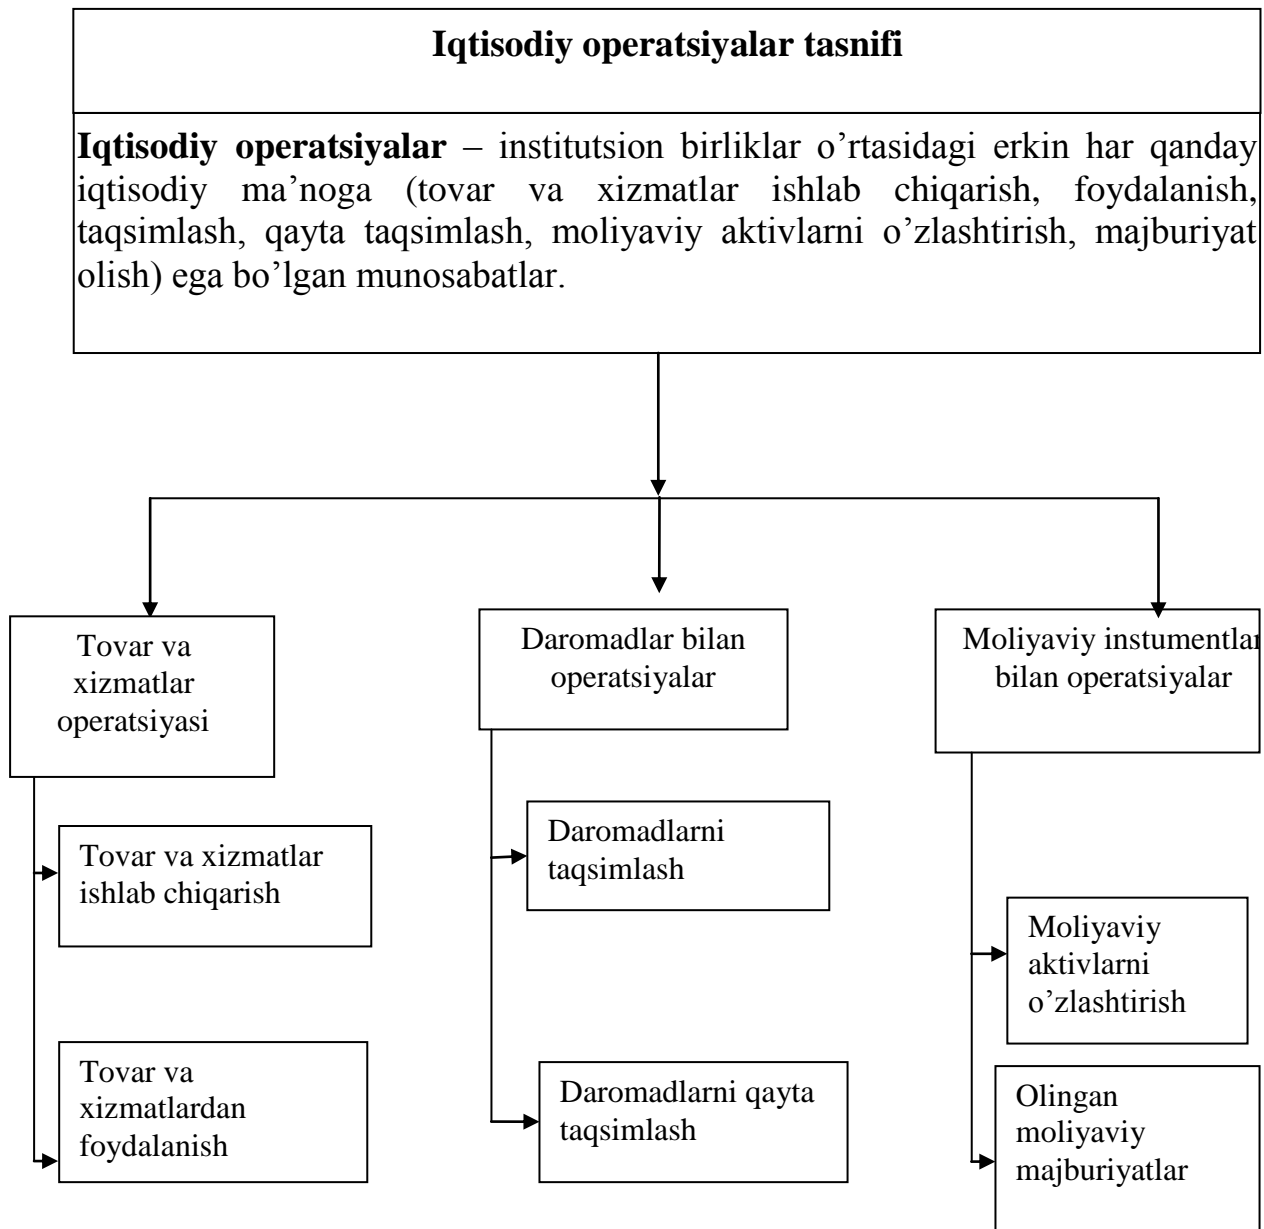 Iqtisodiy operatsiyalar tasnifi
Iqtisodiy operatsiyalar – institutsion birliklar o’rtasidagi erkin har qanday
iqtisodiy ma’noga (tovar va xizmatlar ishlab chiqarish, foydalanish,
taqsimlash, qayta taqsimlash, moliyaviy aktivlarni o’zlashtirish, majburiyat
olish) ega bo’lgan munosabatlar.
Tovar va
xizmatlar
operatsiyasi
Daromadlar bilan
operatsiyalar
Moliyaviy instumentlar
bilan operatsiyalar
Tovar va xizmatlar
ishlab chiqarish
Daromadlarni
taqsimlash
Moliyaviy
aktivlarni
o’zlashtirish
Tovar va
xizmatlardan
foydalanish
Daromadlarni qayta
taqsimlash
Olingan
moliyaviy
majburiyatlar